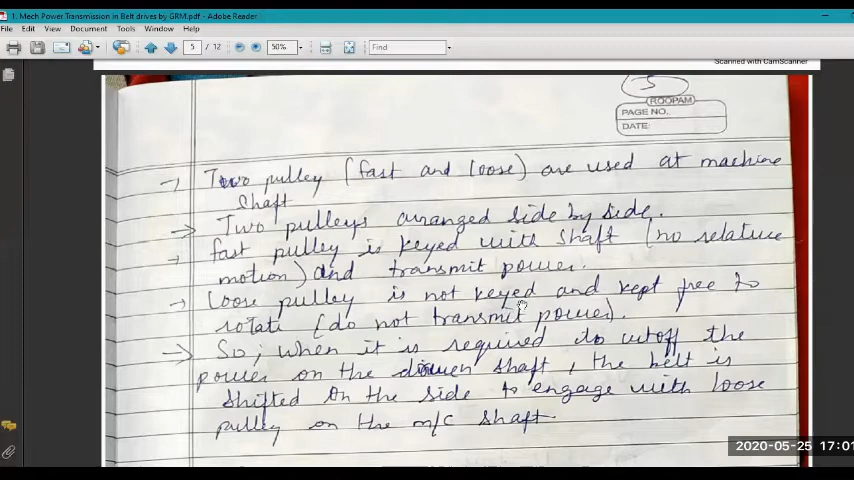 1. Mech Power Transmission in Belt drives by GRM.pdf - Adobe Reader
File Edit View Document Tools Window Help
5 / 12 50% Find
Scanned with CamScanner
5
ROOPAM
PAGE NO.
DATE:
→ Two pulley (fast and loose) are used at machine
shaft
→ Two pulleys arranged side by side.
→ fast pulley is keyed with shaft (no relative
motion) and transmit power.
→ Loose pulley is not keyed and kept free to
rotate (do not transmit power).
→ So, when it is required to cutoff the
power on the driven shaft, the belt is
shifted on the side to engage with loose
pulley on the m/c shaft.
2020-05-25 17:01